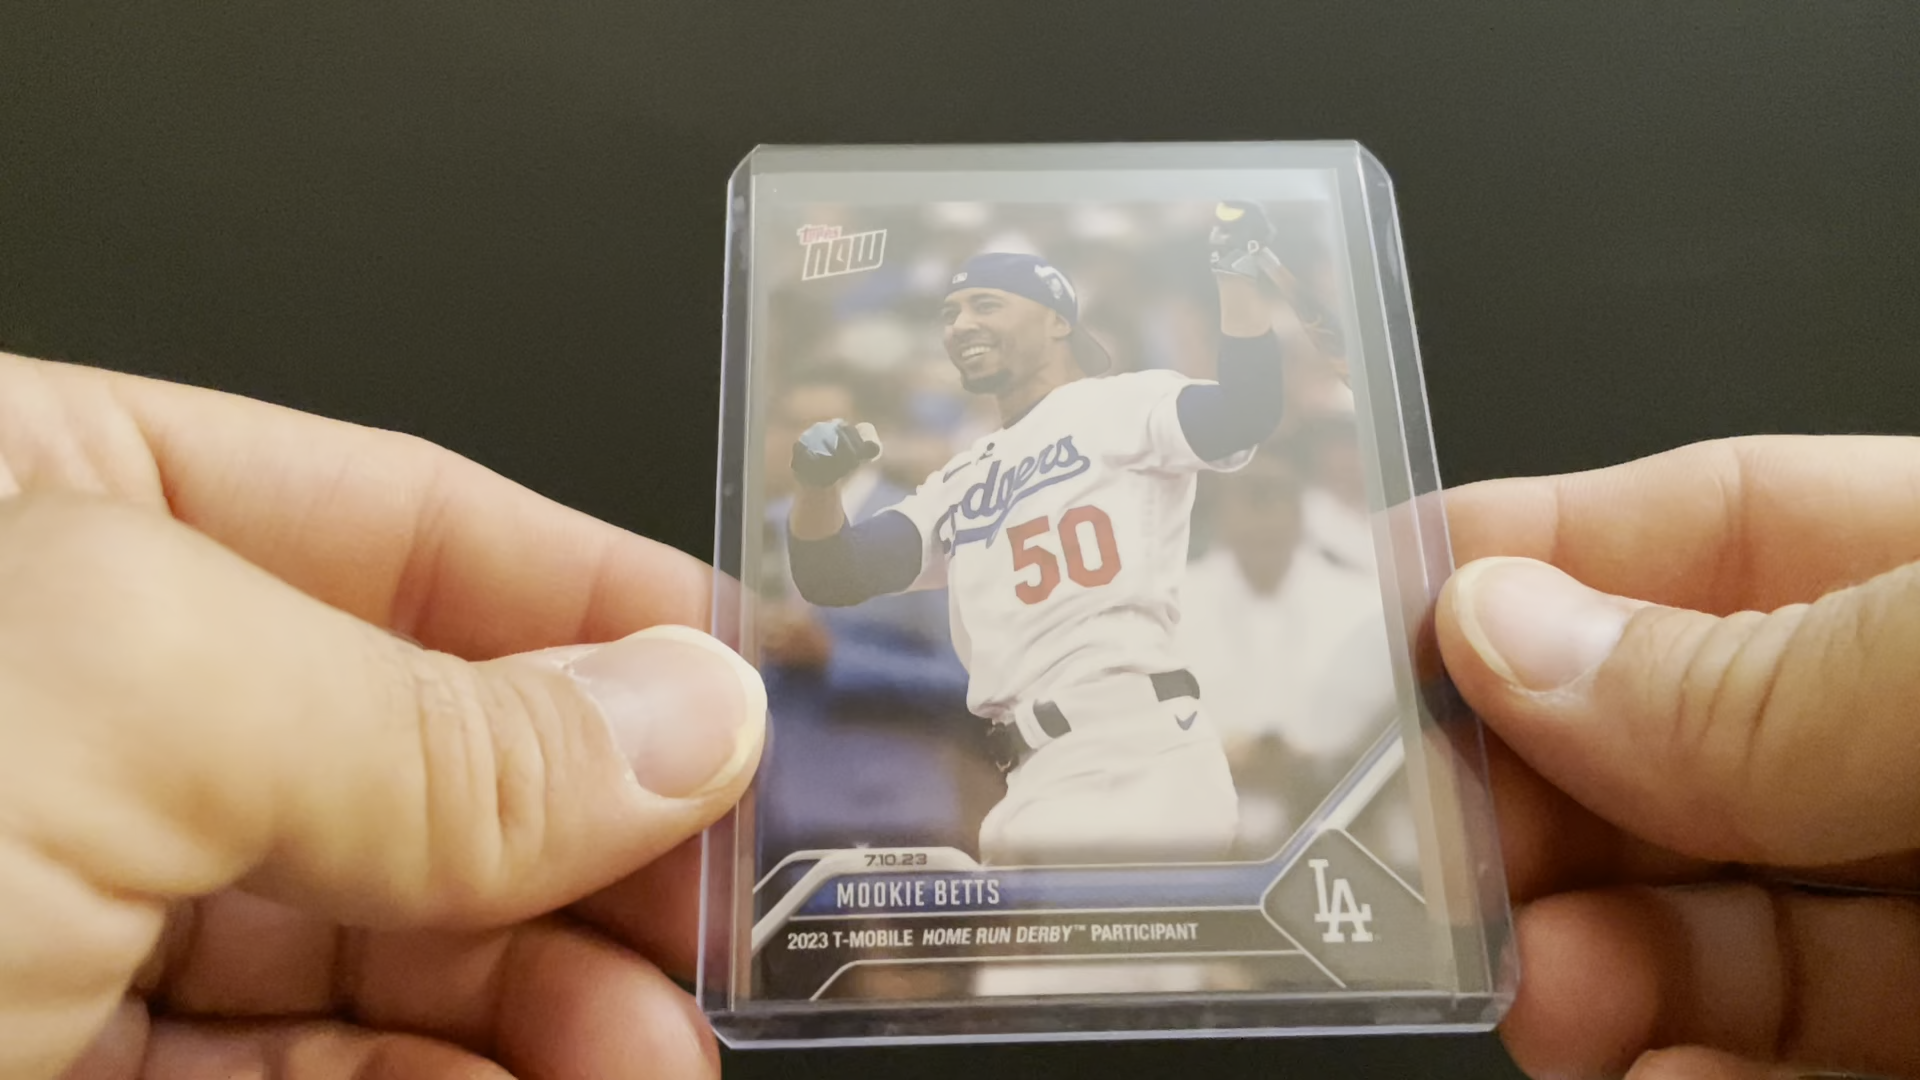 Topps
NOW
Dodgers
50
7.10.23
MOOKIE BETTS
2023 T-MOBILE HOME RUN DERBY™ PARTICIPANT
LA